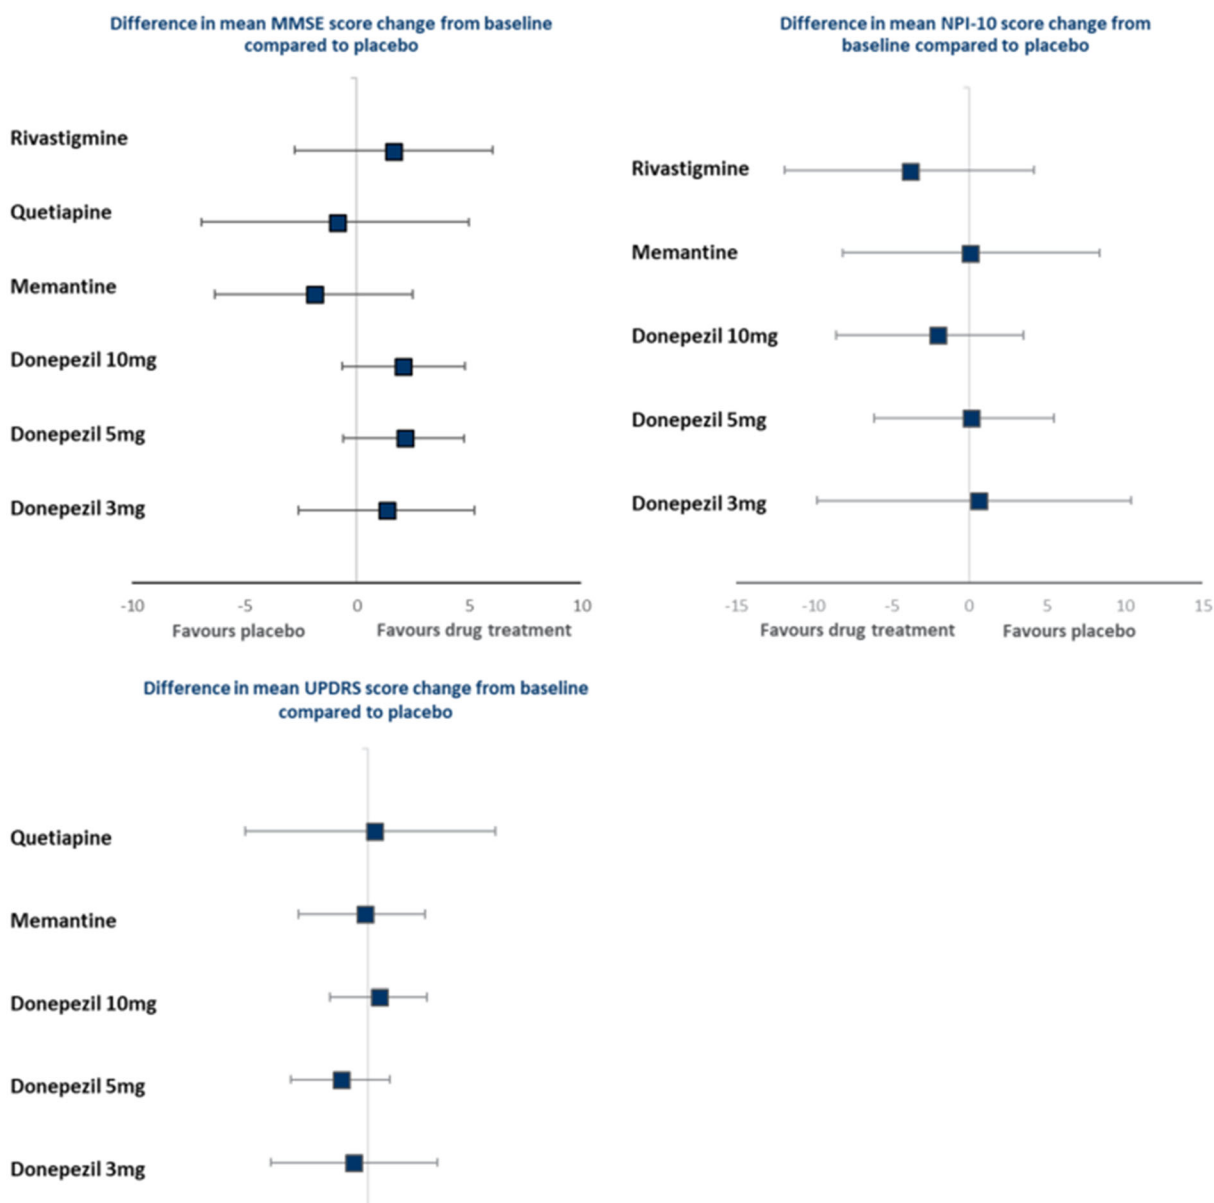 Difference in mean MMSE score change from baseline
compared to placebo
Rivastigmine
Quetiapine
Memantine
Donepezil 10mg
Donepezil 5mg
Donepezil 3mg
-10 -5 0 5 10
Favours placebo Favours drug treatment
Difference in mean NPI-10 score change from
baseline compared to placebo
Rivastigmine
Memantine
Donepezil 10mg
Donepezil 5mg
Donepezil 3mg
-15 -10 -5 0 5 10 15
Favours drug treatment Favours placebo
Difference in mean UPDRS score change from baseline
compared to placebo
Quetiapine
Memantine
Donepezil 10mg
Donepezil 5mg
Donepezil 3mg